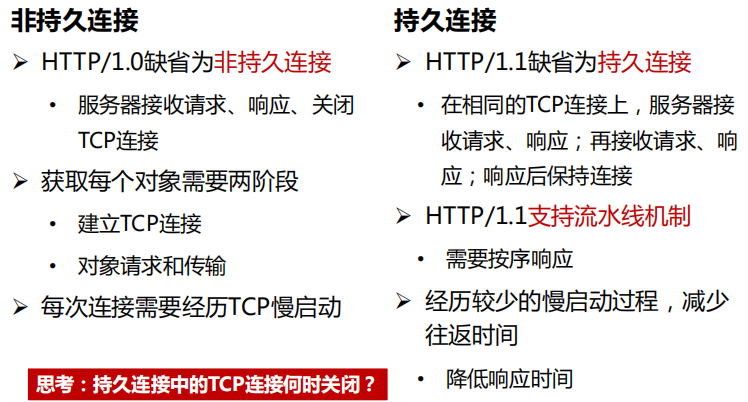 非持久连接
➢ HTTP/1.0缺省为非持久连接
• 服务器接收请求、响应、关闭
TCP连接
➢ 获取每个对象需要两阶段
• 建立TCP连接
• 对象请求和传输
➢ 每次连接需要经历TCP慢启动
思考：持久连接中的TCP连接何时关闭？
持久连接
➢ HTTP/1.1缺省为持久连接
• 在相同的TCP连接上，服务器接
收请求、响应；再接收请求、响
应；响应后保持连接
➢ HTTP/1.1支持流水线机制
• 需要按序响应
➢ 经历较少的慢启动过程，减少
往返时间
• 降低响应时间